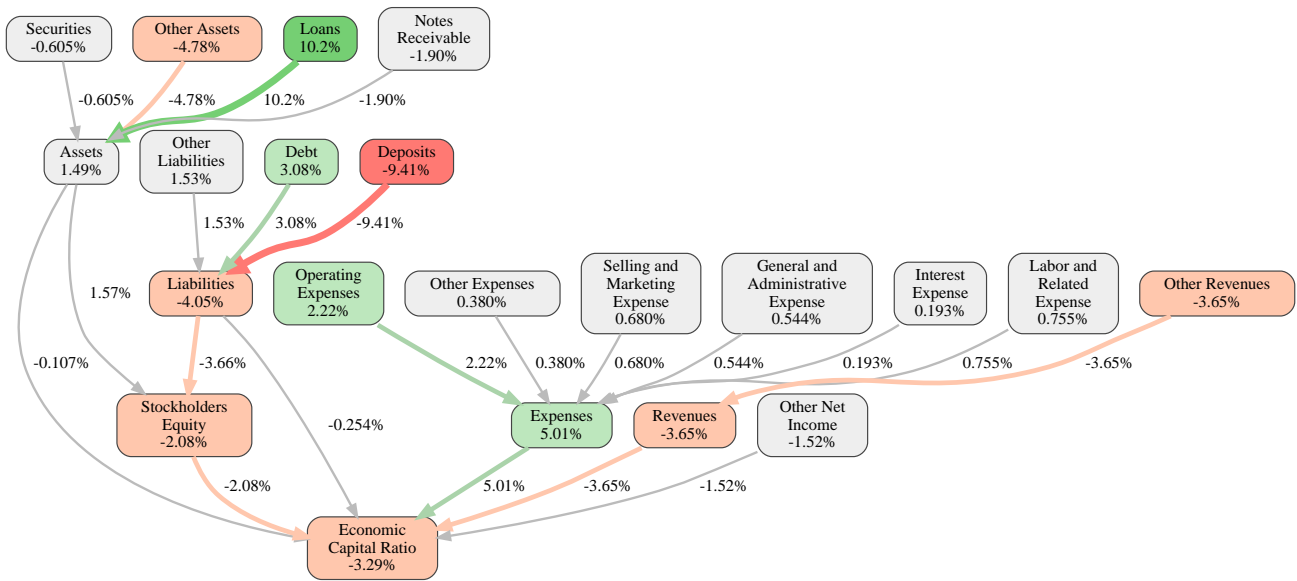 Securities
-0.605%
Other Assets
-4.78%
Loans
10.2%
Notes
Receivable
-1.90%
-0.605%
-4.78%
10.2%
-1.90%
Assets
1.49%
Other
Liabilities
1.53%
Debt
3.08%
Deposits
-9.41%
1.53%
3.08%
-9.41%
Liabilities
-4.05%
Operating
Expenses
2.22%
Other Expenses
0.380%
Selling and
Marketing
Expense
0.680%
General and
Administrative
Expense
0.544%
Interest
Expense
0.193%
Labor and
Related
Expense
0.755%
Other Revenues
-3.65%
1.57%
-0.107%
-3.66%
2.22%
0.380%
0.680%
0.544%
0.193%
0.755%
-3.65%
Stockholders
Equity
-2.08%
-0.254%
Expenses
5.01%
Revenues
-3.65%
Other Net
Income
-1.52%
-2.08%
5.01%
-3.65%
-1.52%
Economic
Capital Ratio
-3.29%